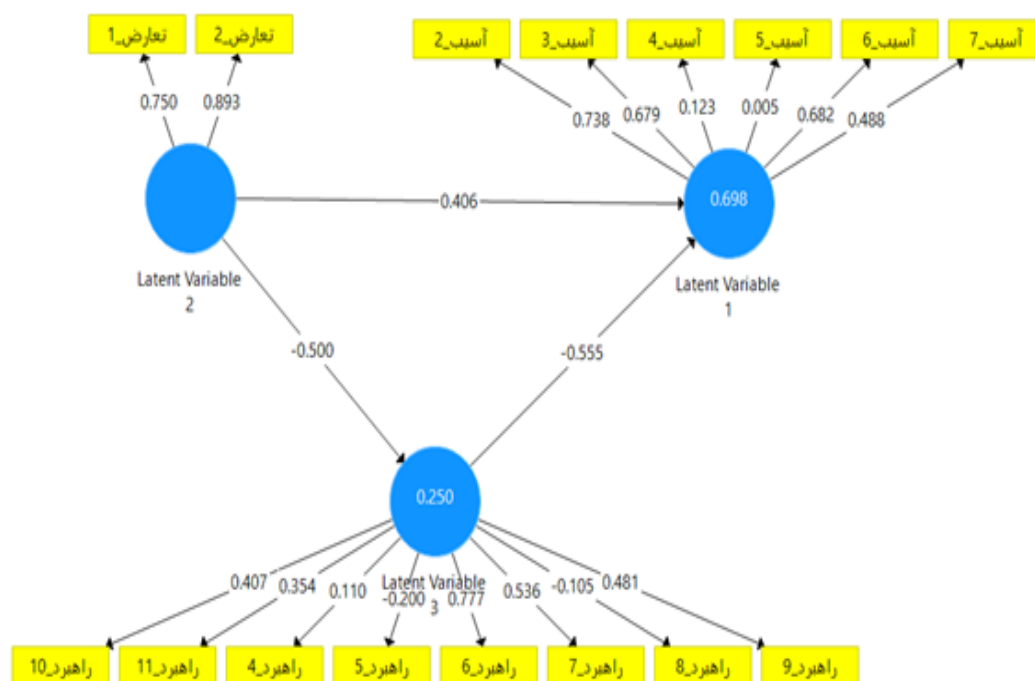 تعارض_1
تعارض_2
آسیب_2
آسیب_3
آسیب_4
آسیب_5
آسیب_6
آسیب_7
0.750
0.893
0.738
0.679
0.123
0.005
0.682
0.488
0.406
0.698
Latent Variable
2
Latent Variable
1
-0.500
-0.555
0.250
Latent Variable
3
0.407
0.354
0.110
-0.200
0.777
0.536
-0.105
0.481
راهبرد_10
راهبرد_11
راهبرد_4
راهبرد_5
راهبرد_6
راهبرد_7
راهبرد_8
راهبرد_9